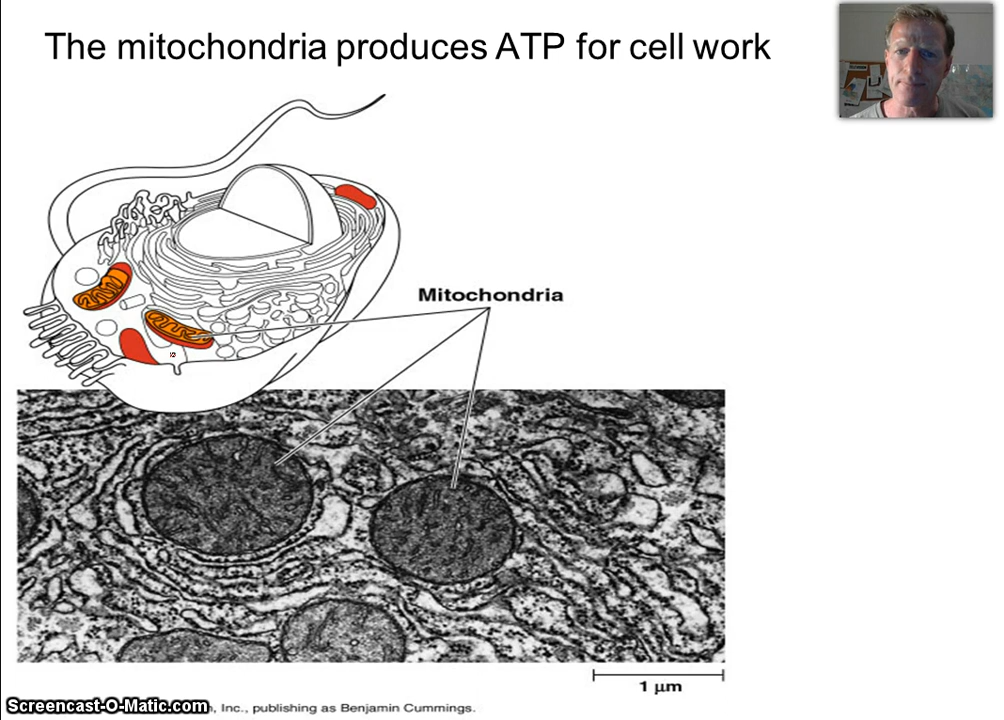 The mitochondria produces ATP for cell work
Mitochondria
1 µm
Screencast-O-Matic.com , Inc., publishing as Benjamin Cummings.